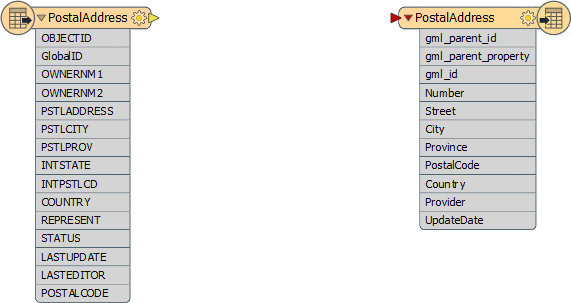 PostalAddress
OBJECTID
GlobalID
OWNERNM1
OWNERNM2
PSTLADDRESS
PSTLCITY
PSTLPROV
INTSTATE
INTPSTLCD
COUNTRY
REPRESENT
STATUS
LASTUPDATE
LASTEDITOR
POSTALCODE
PostalAddress
gml_parent_id
gml_parent_property
gml_id
Number
Street
City
Province
PostalCode
Country
Provider
UpdateDate